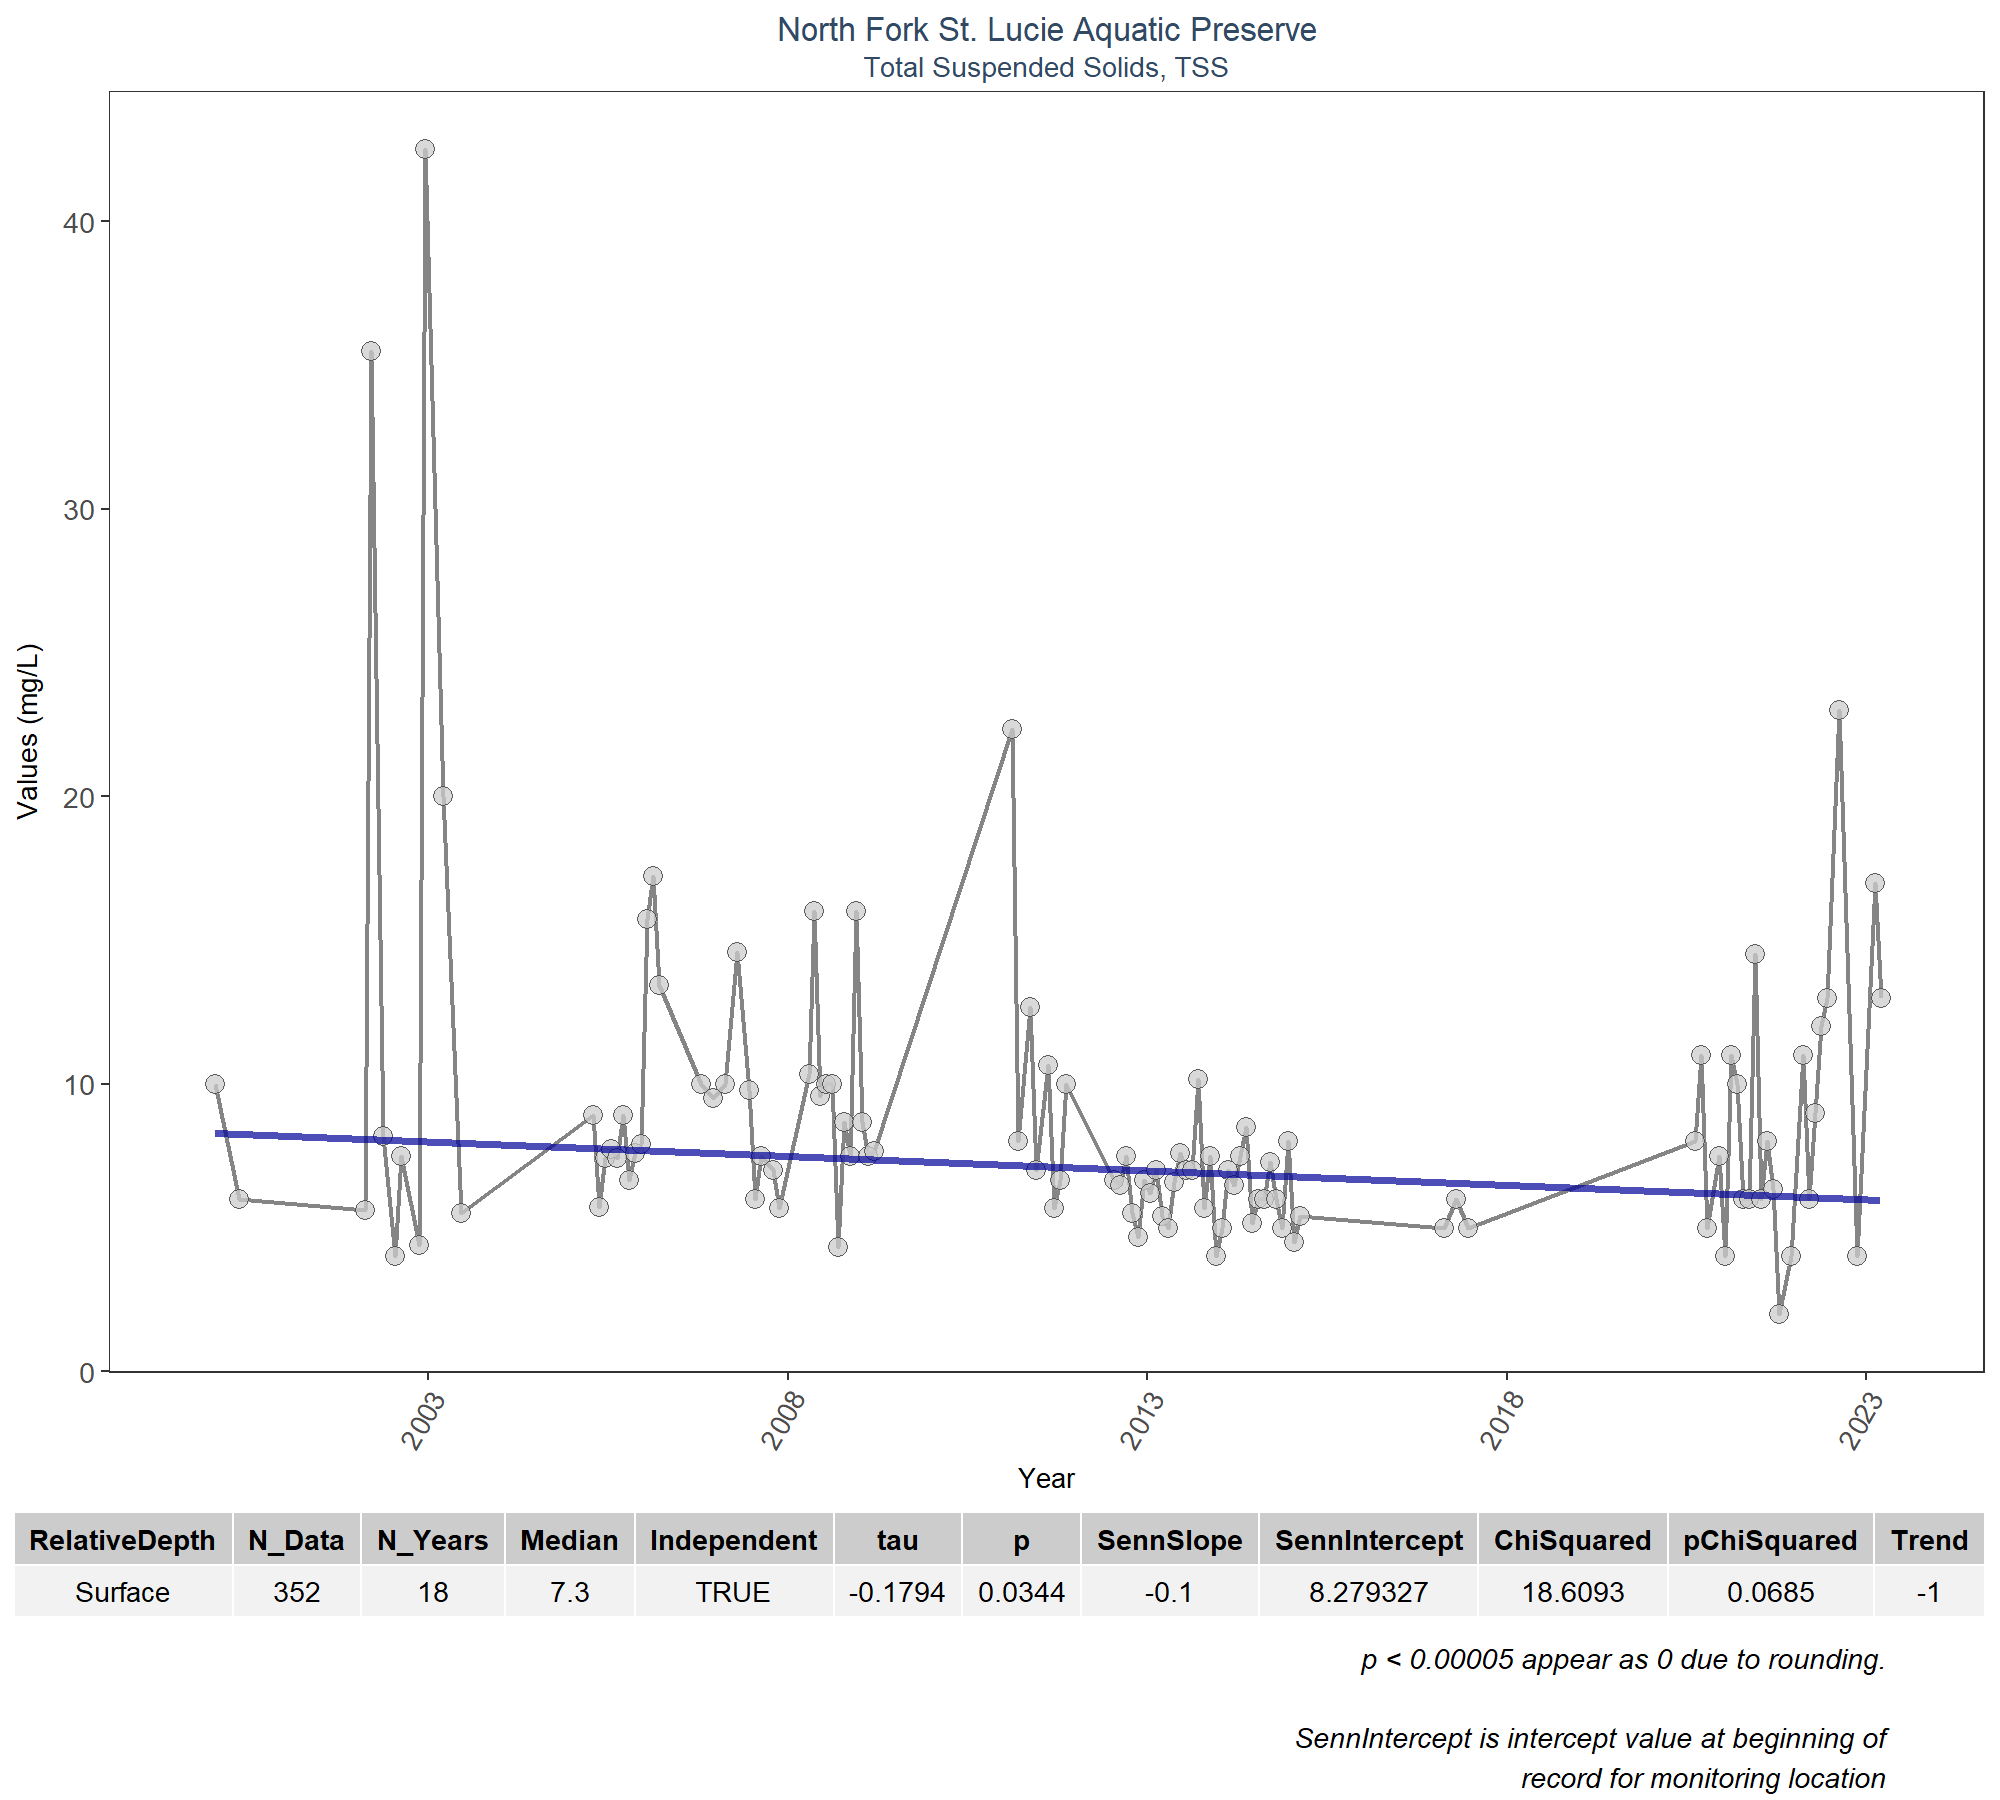 North Fork St. Lucie Aquatic Preserve
Total Suspended Solids, TSS
Values (mg/L)
40
30
20
10
0
2003 2008 2013 2018 2023
Year
RelativeDepth N_Data N_Years Median Independent tau p SennSlope SennIntercept ChiSquared pChiSquared Trend
Surface 352 18 7.3 TRUE -0.1794 0.0344 -0.1 8.279327 18.6093 0.0685 -1
p < 0.00005 appear as 0 due to rounding.
SennIntercept is intercept value at beginning of
record for monitoring location